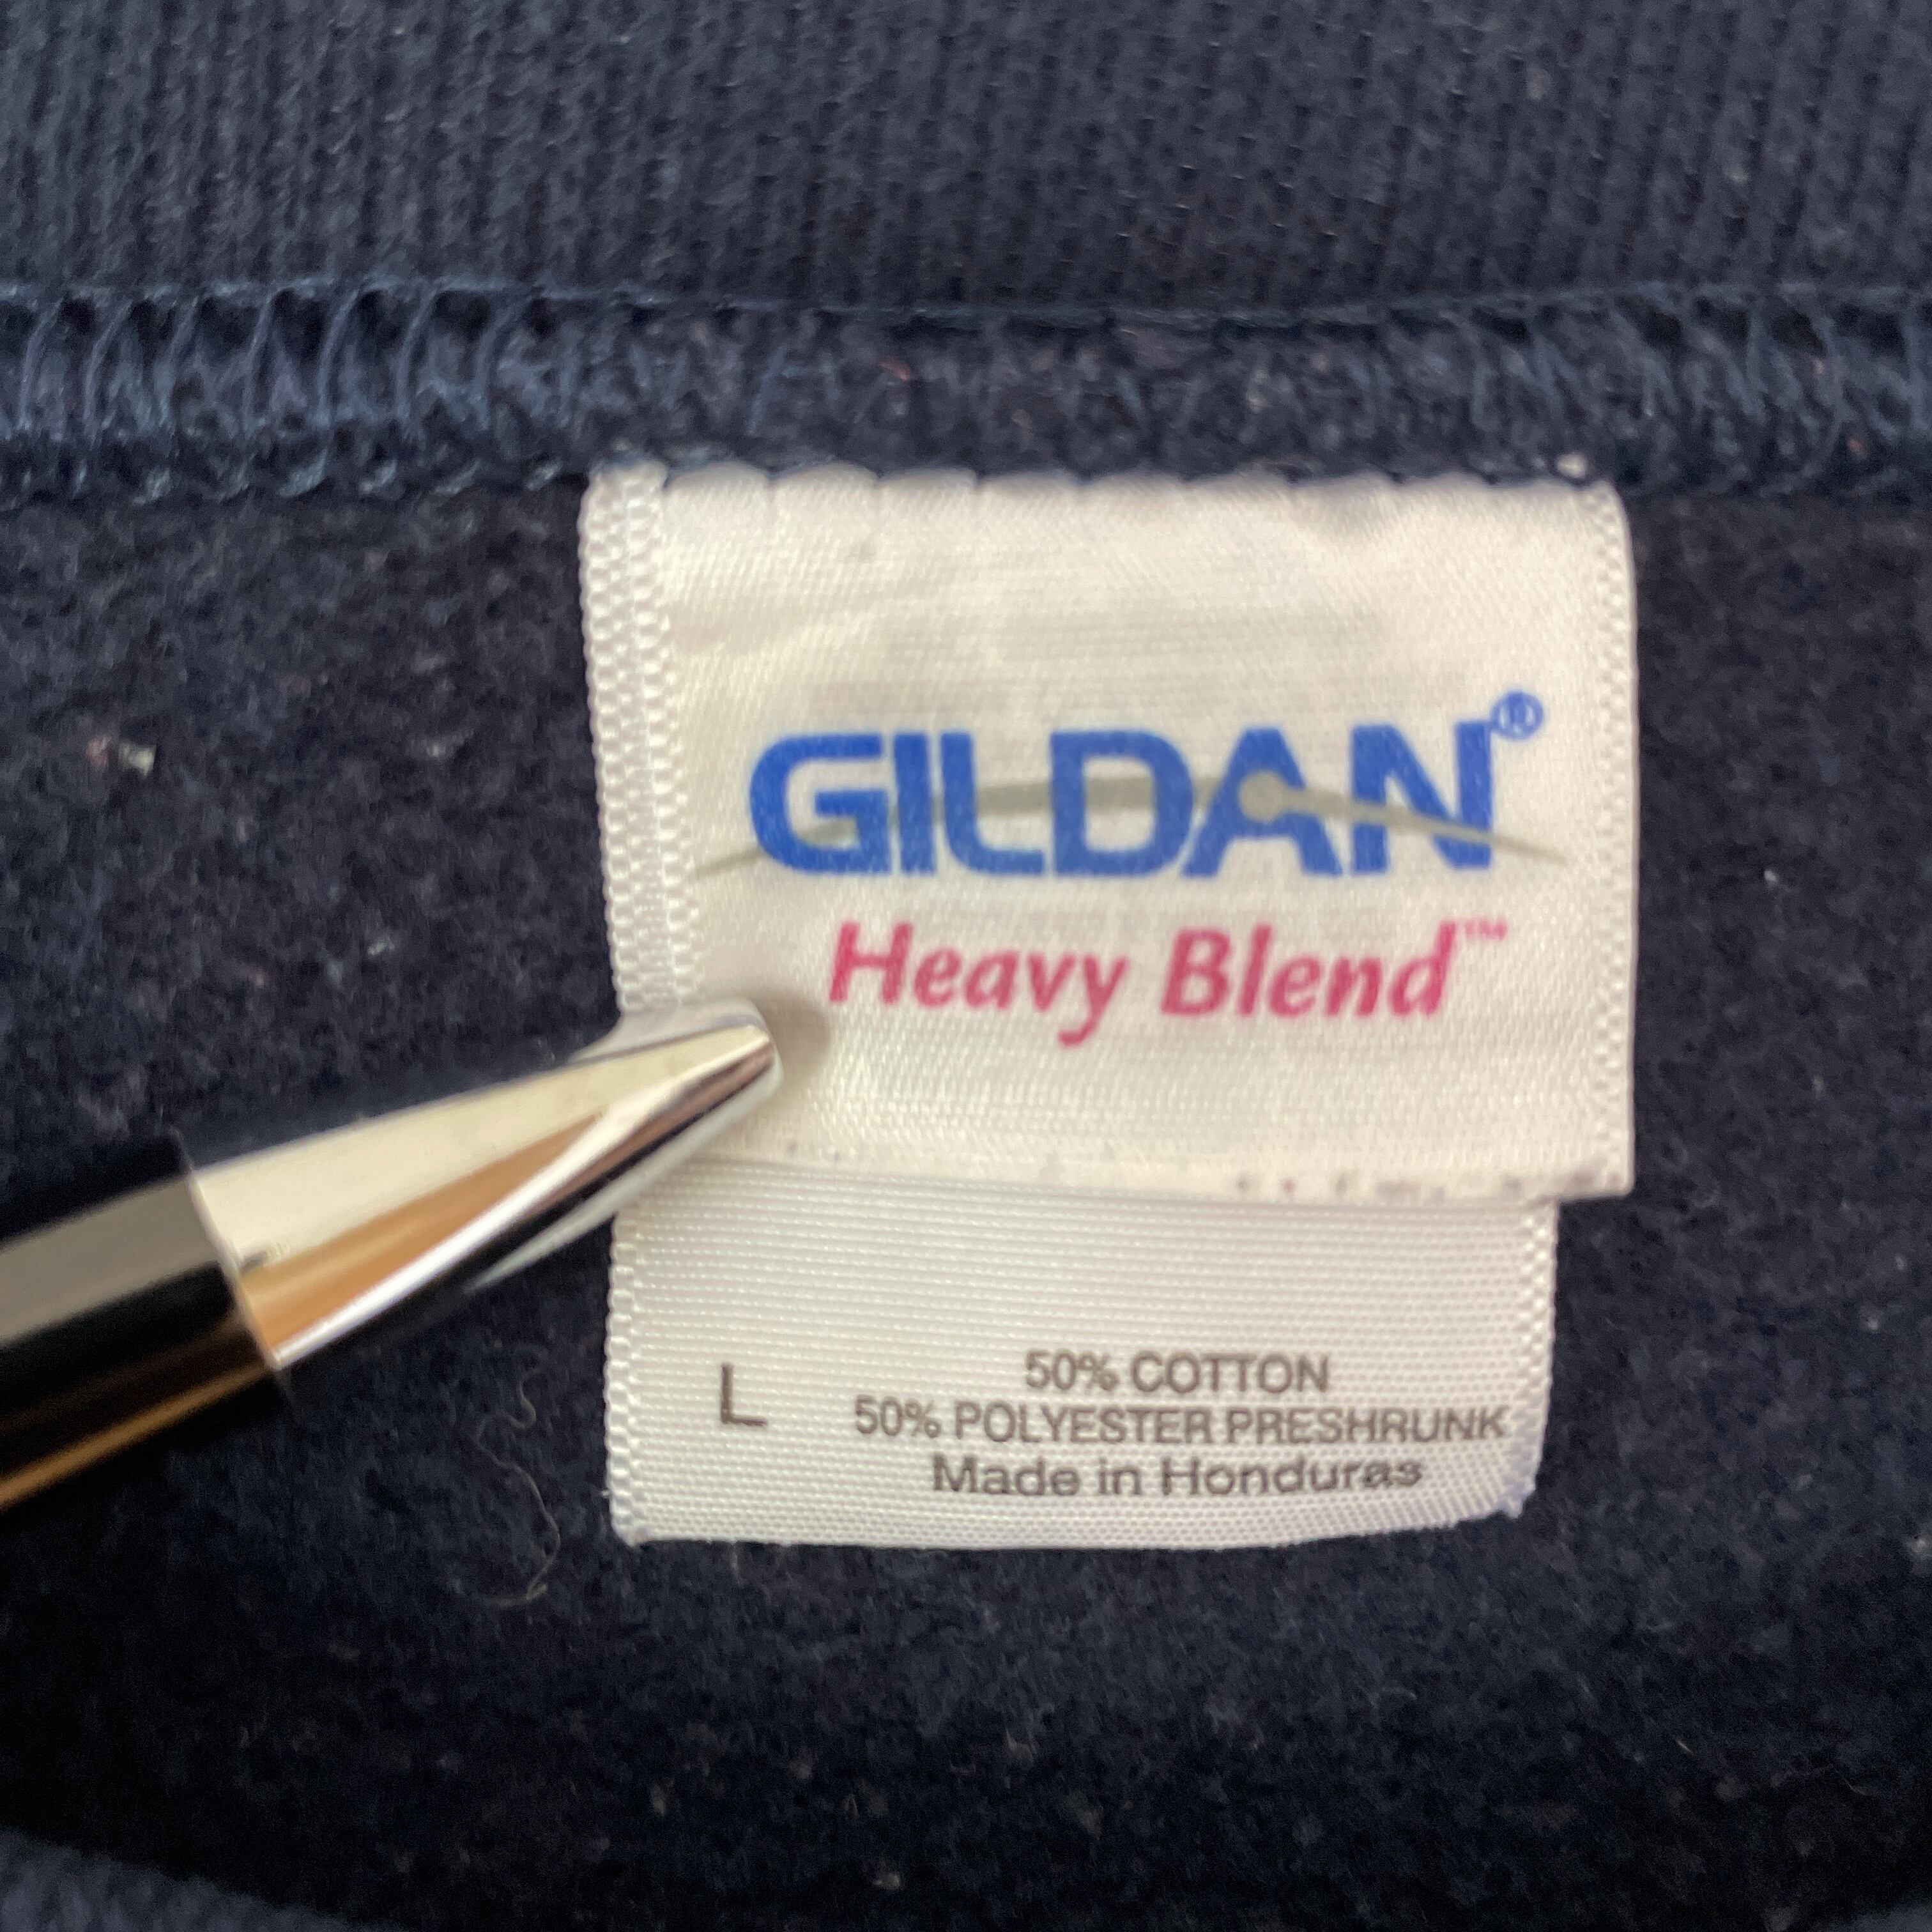 GILDAN®
Heavy Blend™
L
50% COTTON
50% POLYESTER PRESHRUNK
Made in Honduras